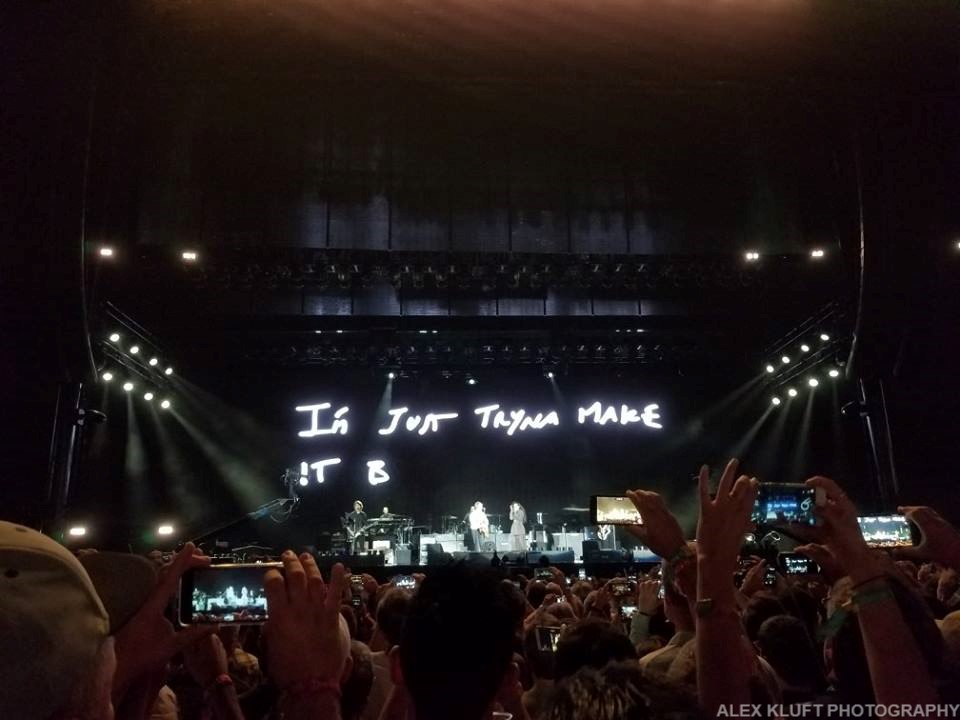 I'm JUST TRYNA MAKE
IT B
ALEX KLUFT PHOTOGRAPHY